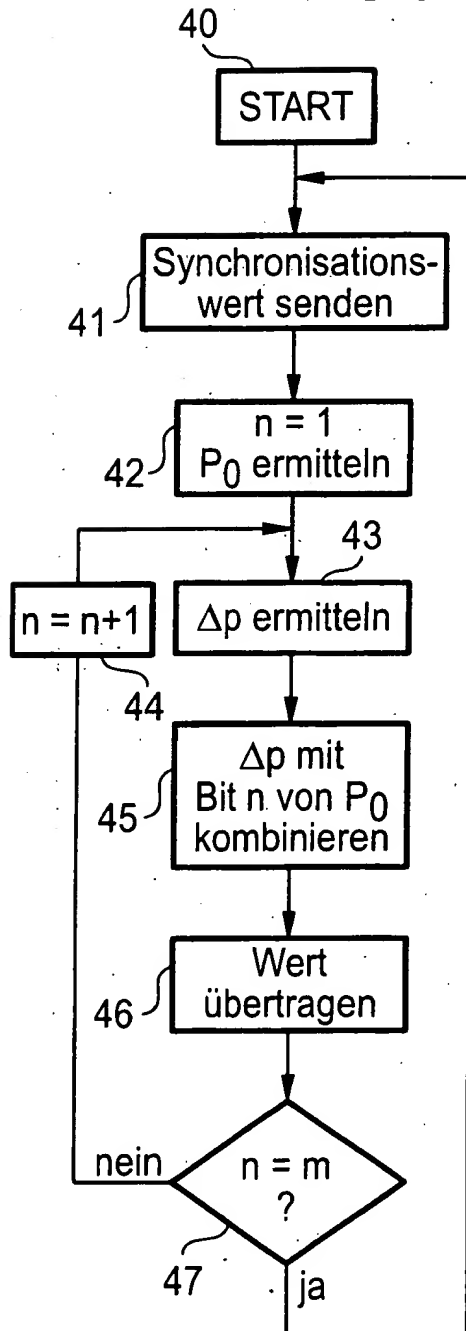 40
START
Synchronisations-
wert senden
41
n = 1
P0 ermitteln
42
43
Δp ermitteln
n = n+1
44
Δp mit
Bit n von P0
kombinieren
45
Wert
übertragen
46
nein
n = m
?
47
ja